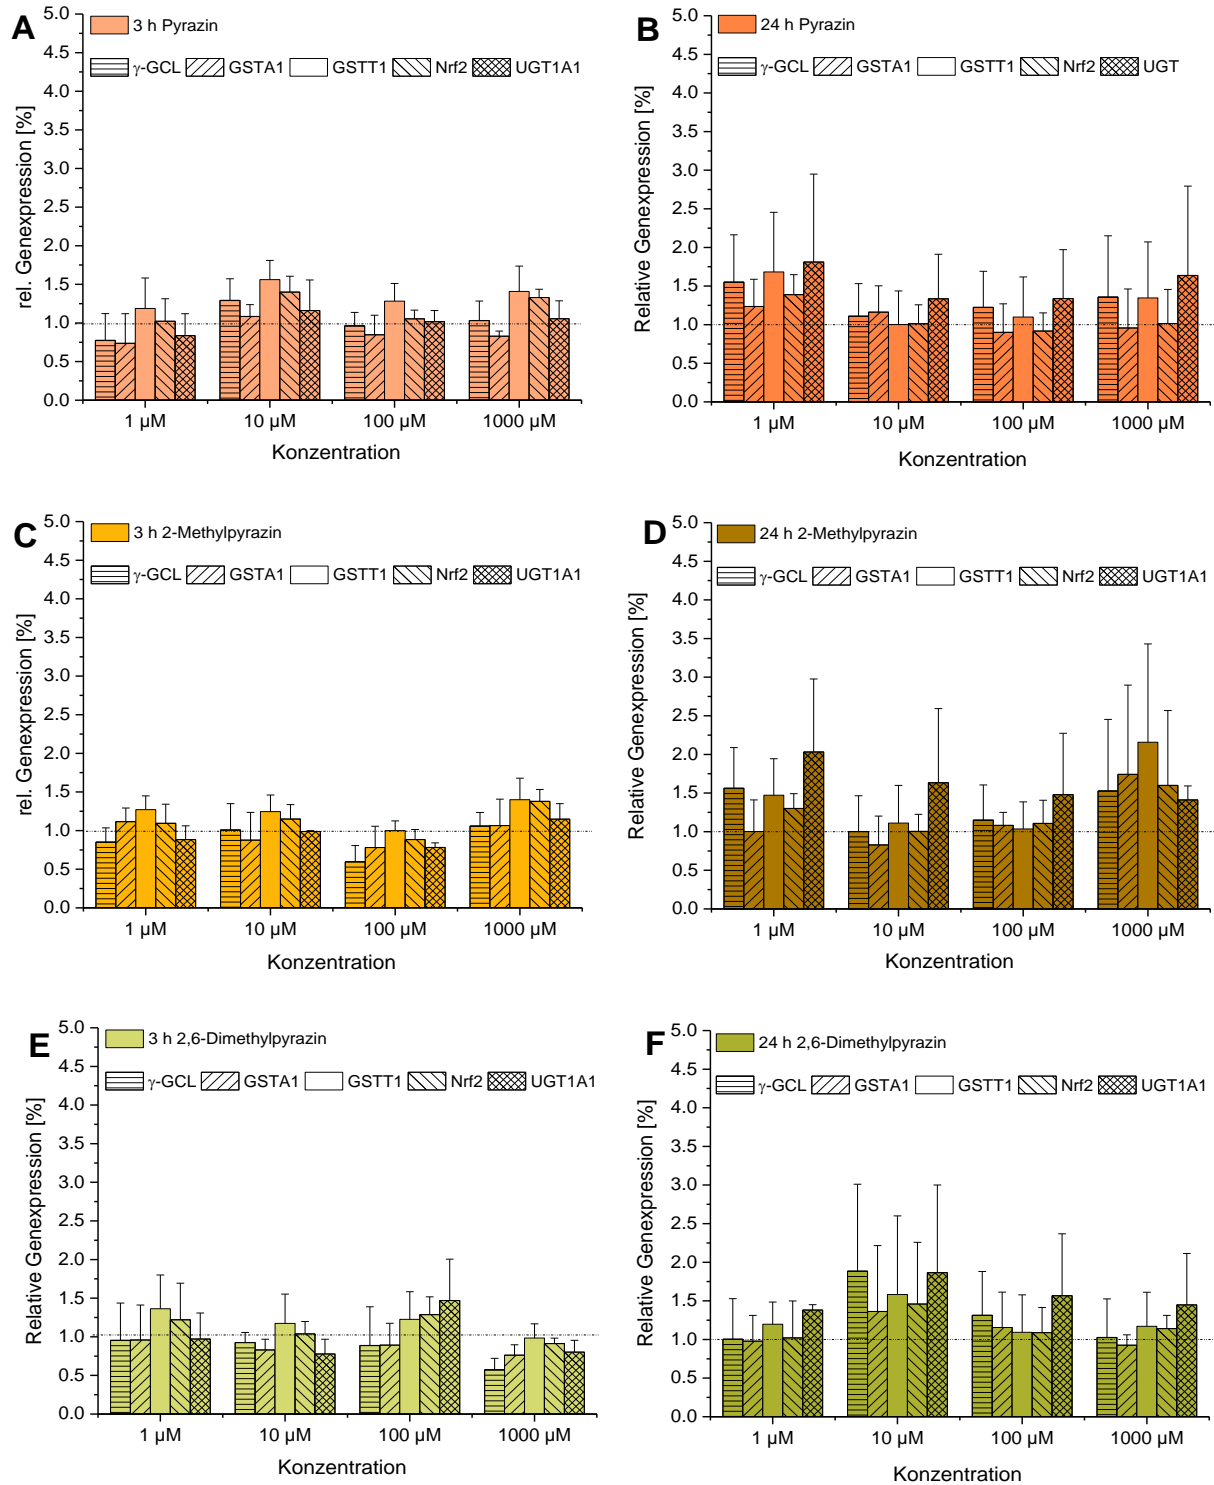 A
3 h Pyrazin
γ-GCL GSTA1 GSTT1 Nrf2 UGT1A1
rel. Genexpression [%]
5.0
4.5
4.0
3.5
3.0
2.5
2.0
1.5
1.0
0.5
0.0
1 µM 10 µM 100 µM 1000 µM
Konzentration
B
24 h Pyrazin
γ-GCL GSTA1 GSTT1 Nrf2 UGT
Relative Genexpression [%]
5.0
4.5
4.0
3.5
3.0
2.5
2.0
1.5
1.0
0.5
0.0
1 µM 10 µM 100 µM 1000 µM
Konzentration
C
3 h 2-Methylpyrazin
γ-GCL GSTA1 GSTT1 Nrf2 UGT1A1
rel. Genexpression [%]
5.0
4.5
4.0
3.5
3.0
2.5
2.0
1.5
1.0
0.5
0.0
1 µM 10 µM 100 µM 1000 µM
Konzentration
D
24 h 2-Methylpyrazin
γ-GCL GSTA1 GSTT1 Nrf2 UGT1A1
Relative Genexpression [%]
5.0
4.5
4.0
3.5
3.0
2.5
2.0
1.5
1.0
0.5
0.0
1 µM 10 µM 100 µM 1000 µM
Konzentration
E
3 h 2,6-Dimethylpyrazin
γ-GCL GSTA1 GSTT1 Nrf2 UGT1A1
Relative Genexpression [%]
5.0
4.5
4.0
3.5
3.0
2.5
2.0
1.5
1.0
0.5
0.0
1 µM 10 µM 100 µM 1000 µM
Konzentration
F
24 h 2,6-Dimethylpyrazin
γ-GCL GSTA1 GSTT1 Nrf2 UGT1A1
Relative Genexpression [%]
5.0
4.5
4.0
3.5
3.0
2.5
2.0
1.5
1.0
0.5
0.0
1 µM 10 µM 100 µM 1000 µM
Konzentration